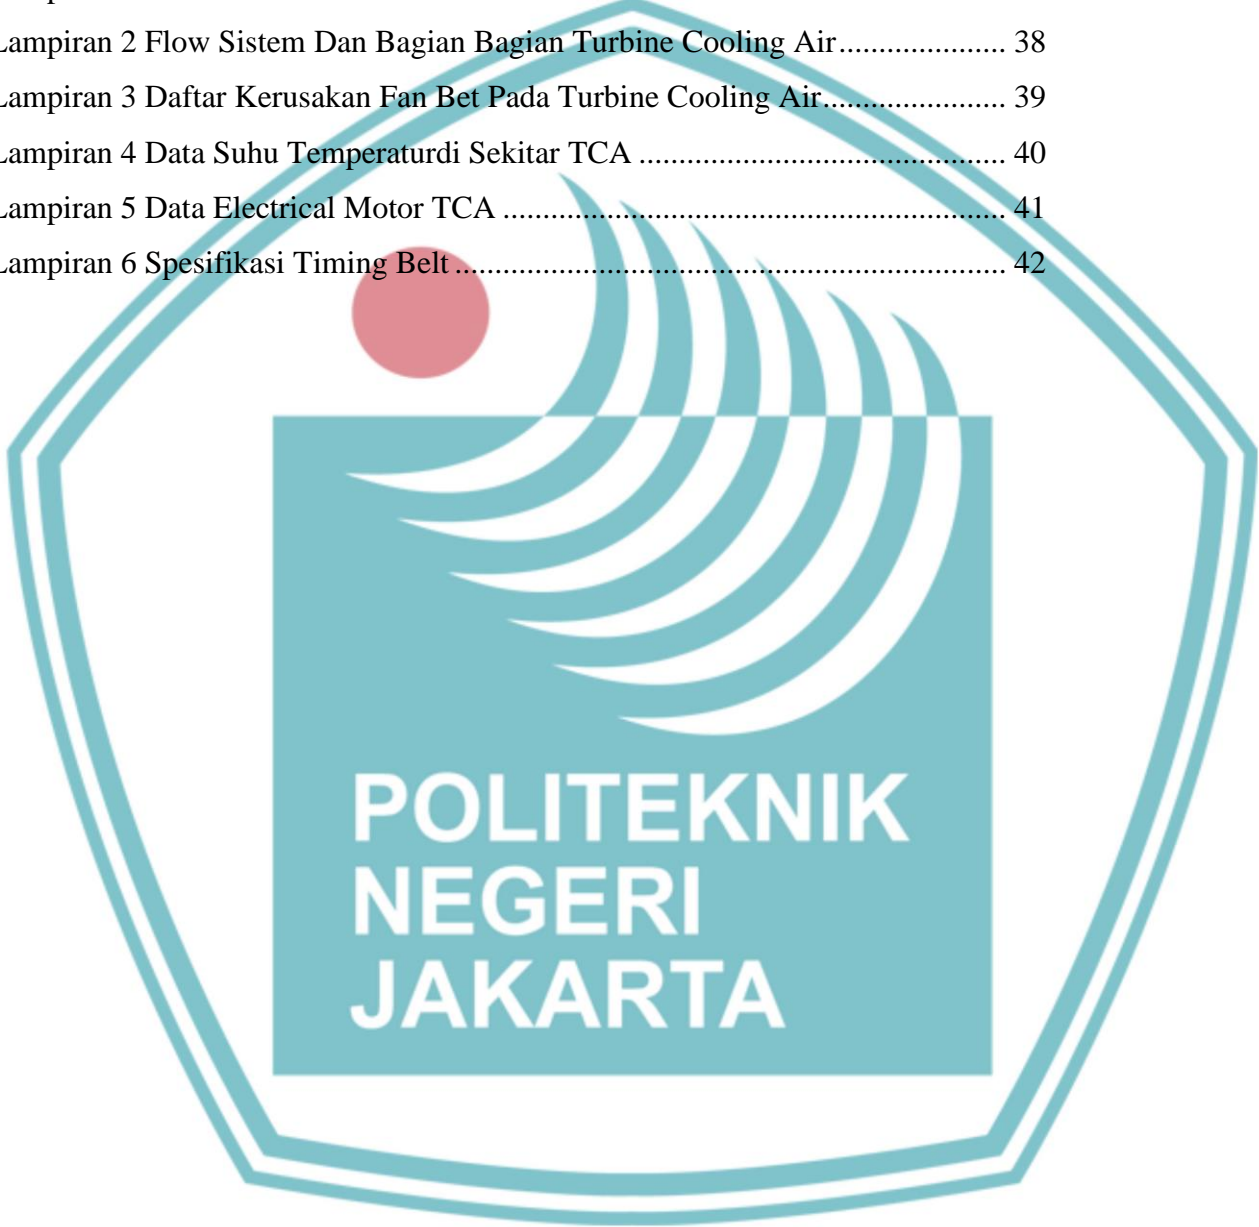 Lampiran 2 Flow Sistem Dan Bagian Bagian Turbine Cooling Air..................... 38
Lampiran 3 Daftar Kerusakan Fan Bet Pada Turbine Cooling Air....................... 39
Lampiran 4 Data Suhu Temperaturdi Sekitar TCA .............................................. 40
Lampiran 5 Data Electrical Motor TCA ............................................................... 41
Lampiran 6 Spesifikasi Timing Belt ..................................................................... 42
POLITEKNIK
NEGERI
JAKARTA